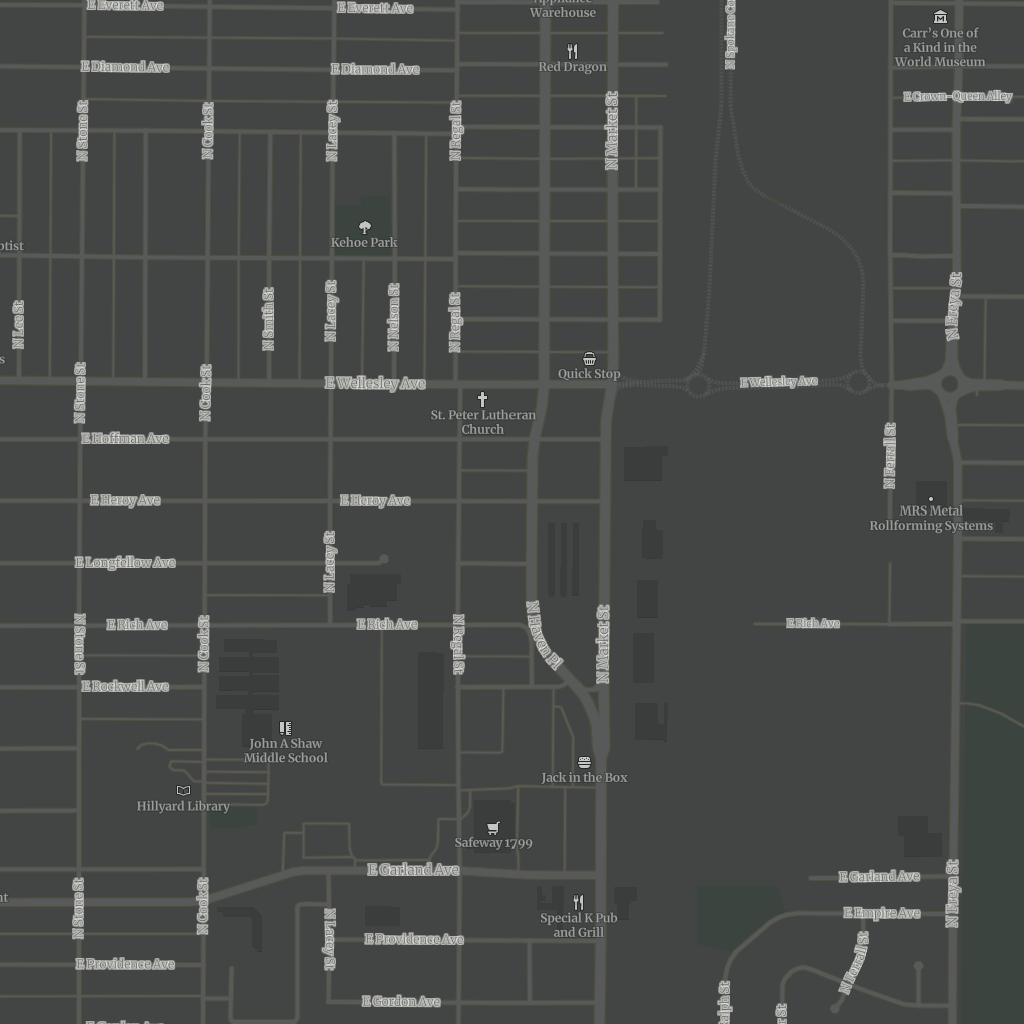 E Everett Ave
E Everett Ave
Appliance
Warehouse
N Spokane
Carr's One of
a Kind in the
World Museum
Red Dragon
E Diamond Ave
E Diamond Ave
E Crown-Queen Alley
N Stone St
N Cook St
N Lacey St
N Regal St
N Market St
Kehoe Park
ptist
N Lee St
N Smith St
N Lacey St
N Nelson St
N Regal St
N Freya St
s
Quick Stop
N Stone St
N Cook St
E Wellesley Ave
E Wellesley Ave
St. Peter Lutheran
Church
E Hoffman Ave
N Ferrall St
E Heroy Ave
E Heroy Ave
MRS Metal
Rollforming Systems
E Longfellow Ave
N Lacey St
N Stone St
E Rich Ave
N Cook St
E Rich Ave
N Regal St
N Haven Pl
N Market St
E Rich Ave
E Rockwell Ave
John A Shaw
Middle School
Jack in the Box
Hillyard Library
Safeway 1799
E Garland Ave
E Garland Ave
nt
N Stone St
N Cook St
N Lacey St
Special K Pub
and Grill
E Empire Ave
N Freya St
E Providence Ave
E Providence Ave
N Ferrall St
E Gordon Ave
alph St
r St
E Gordon Ave